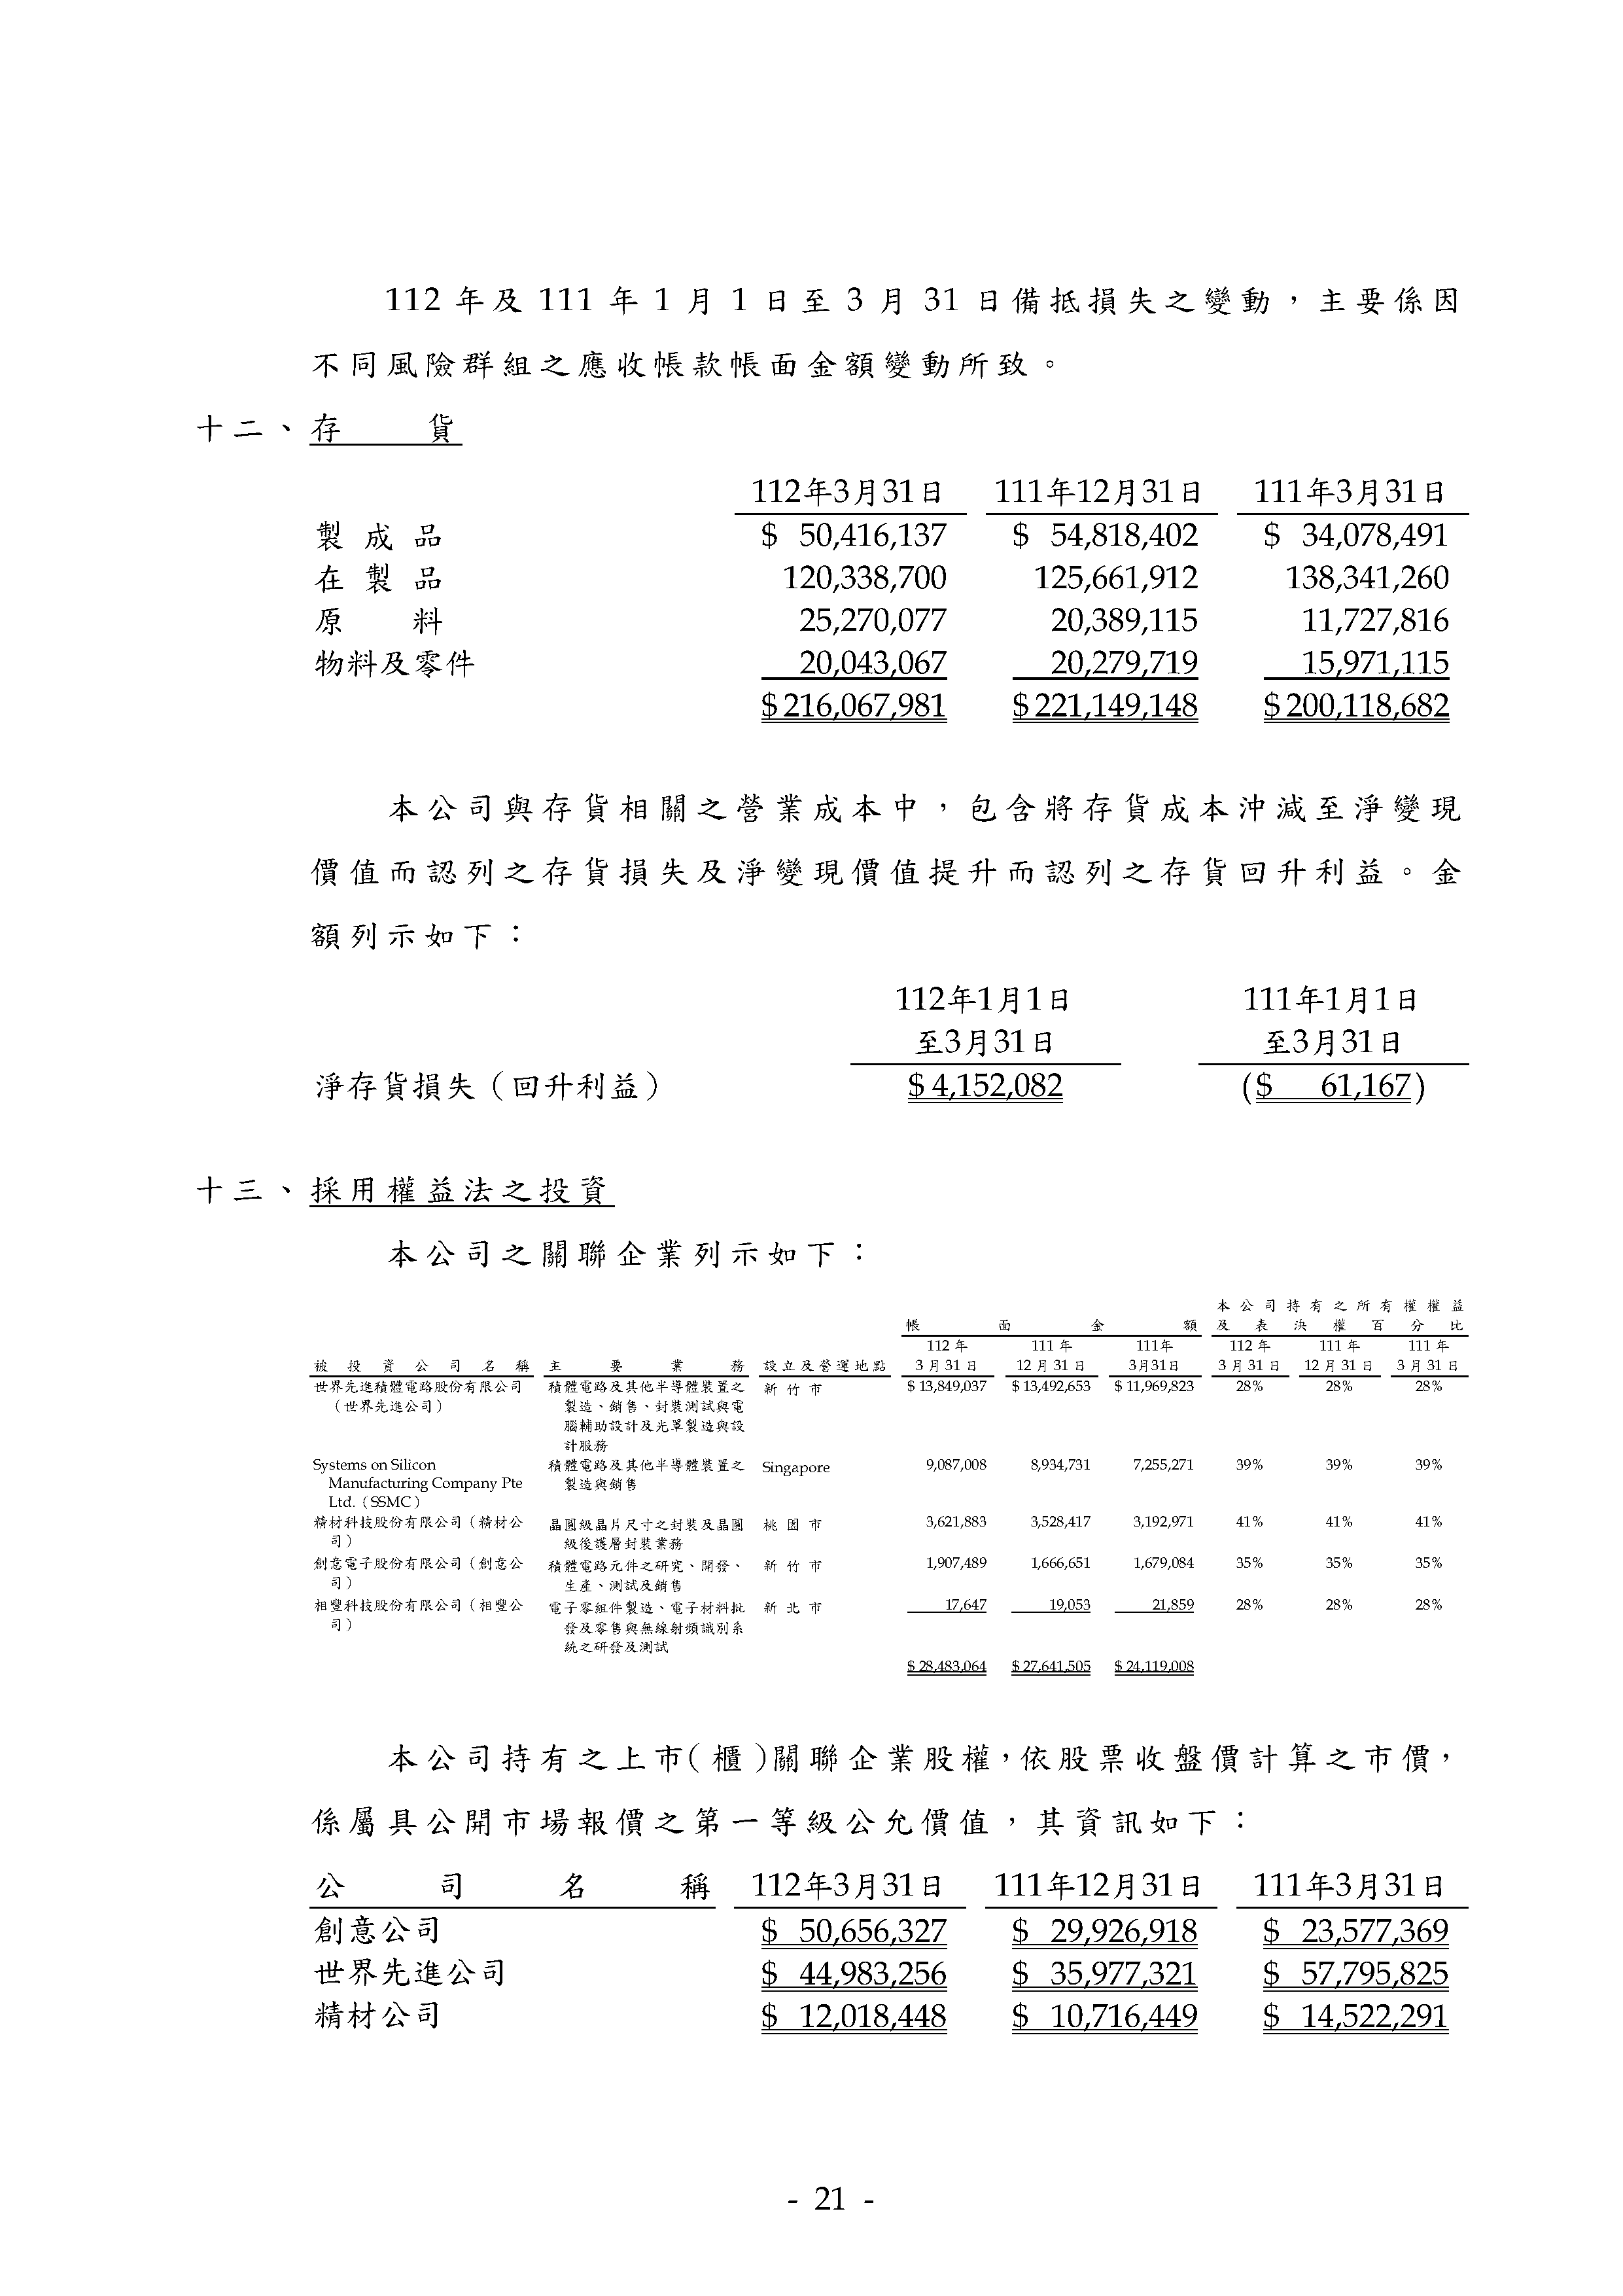 112 年及 111 年 1 月 1 日至 3 月 31 日備抵損失之變動，主要係因
不同風險群組之應收帳款帳面金額變動所致。
十二、存　　貨
112年3月31日 111年12月31日 111年3月31日
製成品 $ 50,416,137 $ 54,818,402 $ 34,078,491
在製品 120,338,700 125,661,912 138,341,260
原　料 25,270,077 20,389,115 11,727,816
物料及零件 20,043,067 20,279,719 15,971,115
$216,067,981 $221,149,148 $200,118,682
本公司與存貨相關之營業成本中，包含將存貨成本沖減至淨變現
價值而認列之存貨損失及淨變現價值提升而認列之存貨回升利益。金
額列示如下：
112年1月1日 111年1月1日
至3月31日 至3月31日
淨存貨損失（回升利益） $ 4,152,082 ($ 61,167)
十三、採用權益法之投資
本公司之關聯企業列示如下：
本公司持有之所有權權益
帳面金額 及表決權百分比
112 年 111 年 111年 112 年 111 年 111 年
被投資公司名稱 主要業務 設立及營運地點 3 月 31 日 12 月 31 日 3月31日 3 月 31 日 12 月 31 日 3 月 31 日
世界先進積體電路股份有限公司 積體電路及其他半導體裝置之 新竹市 $ 13,849,037 $ 13,492,653 $ 11,969,823 28% 28% 28%
（世界先進公司） 製造、銷售、封裝測試與電
腦輔助設計及光罩製造與設
計服務
Systems on Silicon 積體電路及其他半導體裝置之 Singapore 9,087,008 8,934,731 7,255,271 39% 39% 39%
Manufacturing Company Pte 製造與銷售
Ltd.（SSMC）
精材科技股份有限公司（精材公 晶圓級晶片尺寸之封裝及晶圓 桃園市 3,621,883 3,528,417 3,192,971 41% 41% 41%
司） 級後護層封裝業務
創意電子股份有限公司（創意公 積體電路元件之研究、開發、 新竹市 1,907,489 1,666,651 1,679,084 35% 35% 35%
司） 生產、測試及銷售
相豐科技股份有限公司（相豐公 電子零組件製造、電子材料批 新北市 17,647 19,053 21,859 28% 28% 28%
司） 發及零售與無線射頻識別系
統之研發及測試
$ 28,483,064 $ 27,641,505 $ 24,119,008
本公司持有之上市（櫃）關聯企業股權，依股票收盤價計算之市價，
係屬具公開市場報價之第一等級公允價值，其資訊如下：
公司名稱 112年3月31日 111年12月31日 111年3月31日
創意公司 $ 50,656,327 $ 29,926,918 $ 23,577,369
世界先進公司 $ 44,983,256 $ 35,977,321 $ 57,795,825
精材公司 $ 12,018,448 $ 10,716,449 $ 14,522,291
- 21 -